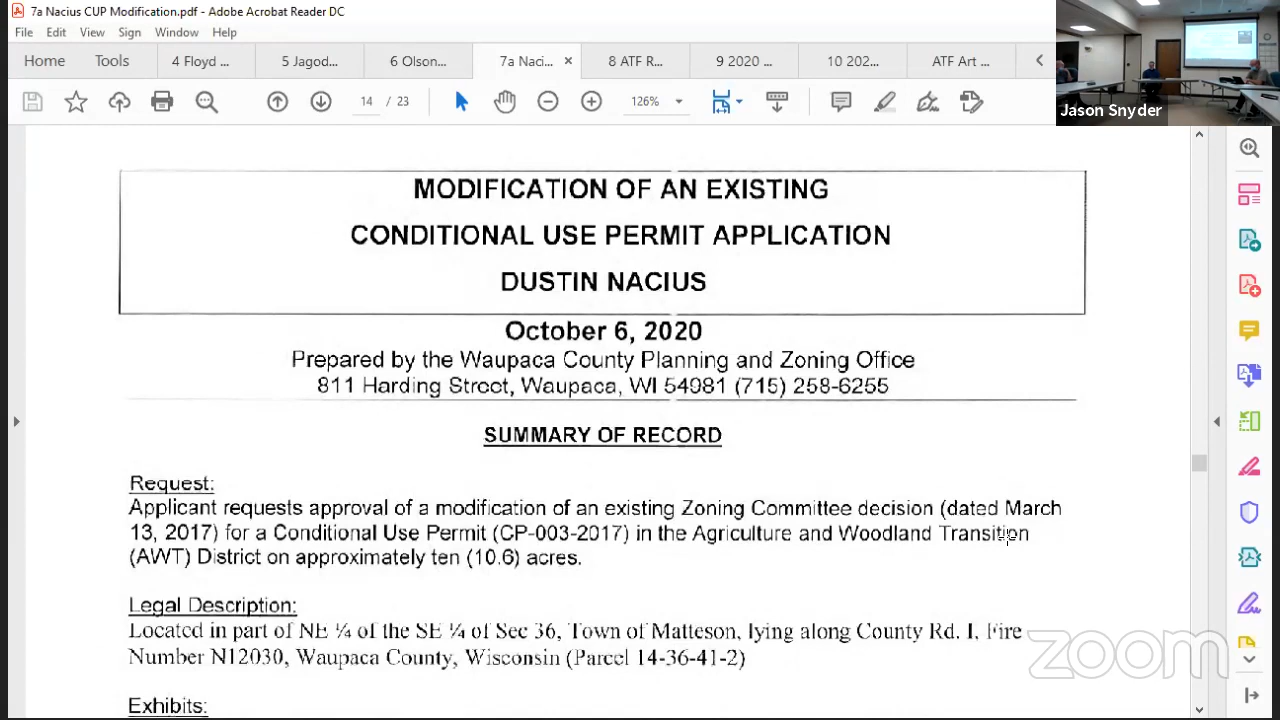 7a Nacius CUP Modification.pdf - Adobe Acrobat Reader DC
File Edit View Sign Window Help
Home Tools 4 Floyd ... 5 Jagod... 6 Olson... 7a Naci... × 8 ATF R... 9 2020 ... 10 202... ATF Art ...
14 / 23 126%
Jason Snyder
MODIFICATION OF AN EXISTING
CONDITIONAL USE PERMIT APPLICATION
DUSTIN NACIUS
October 6, 2020
Prepared by the Waupaca County Planning and Zoning Office
811 Harding Street, Waupaca, WI 54981 (715) 258-6255
SUMMARY OF RECORD
Request:
Applicant requests approval of a modification of an existing Zoning Committee decision (dated March
13, 2017) for a Conditional Use Permit (CP-003-2017) in the Agriculture and Woodland Transition
(AWT) District on approximately ten (10.6) acres.
Legal Description:
Located in part of NE ¼ of the SE ¼ of Sec 36, Town of Matteson, lying along County Rd. I, Fire
Number N12030, Waupaca County, Wisconsin (Parcel 14-36-41-2)
zoom
Exhibits: